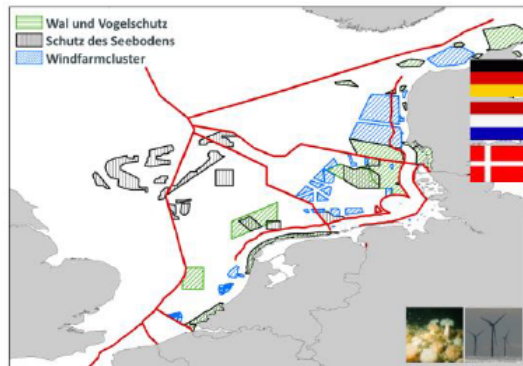 Wal und Vogelschutz
Schutz des Seebodens
Windfarmcluster